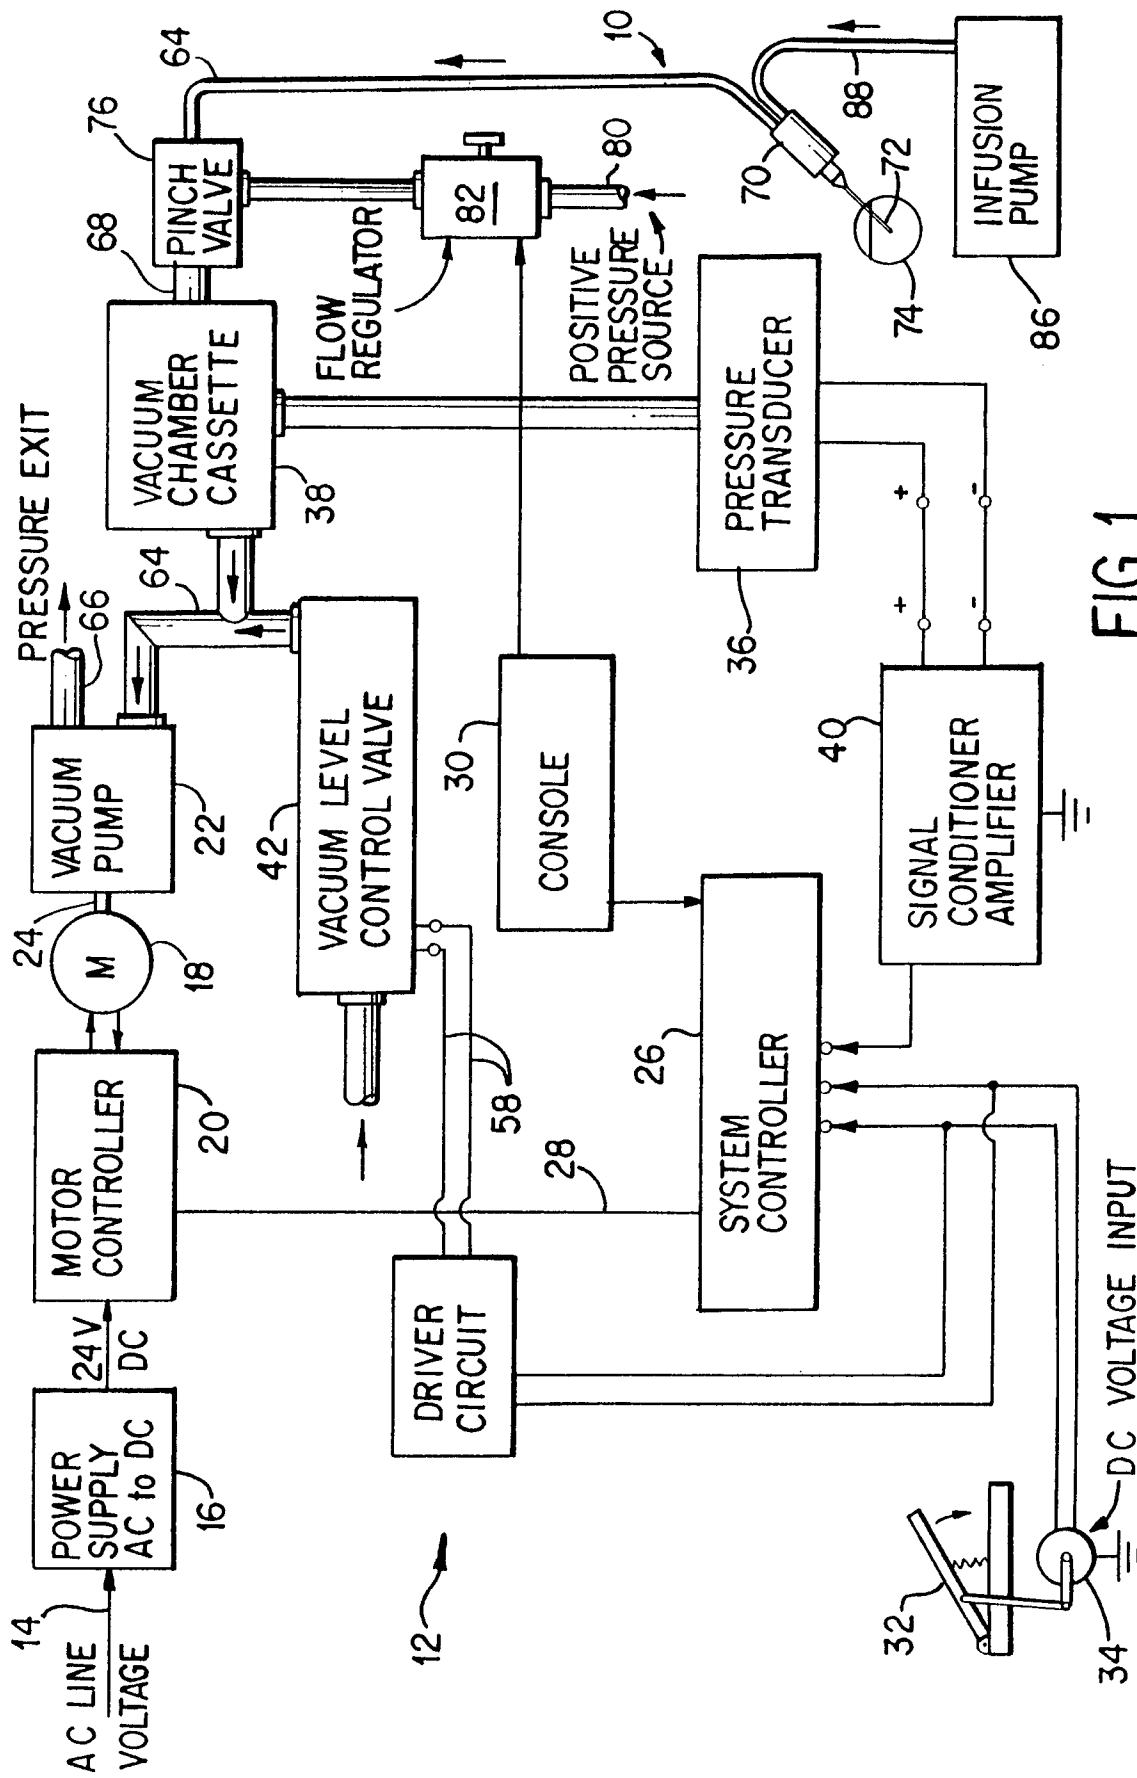 AC LINE
VOLTAGE
14
POWER
SUPPLY
AC to DC
16
24V
DC
MOTOR
CONTROLLER
20
M
18
24
VACUUM
PUMP
22
PRESSURE EXIT
66
64
VACUUM
CHAMBER
CASSETTE
38
68
PINCH
VALVE
76
64
10
12
DRIVER
CIRCUIT
58
42
VACUUM LEVEL
CONTROL VALVE
FLOW
REGULATOR
82
80
POSITIVE
PRESSURE
SOURCE
30
CONSOLE
28
26
SYSTEM
CONTROLLER
36
PRESSURE
TRANSDUCER
+
+
-
-
40
SIGNAL
CONDITIONER
AMPLIFIER
70
72
74
88
INFUSION
PUMP
86
32
34
DC VOLTAGE INPUT
FIG. 1